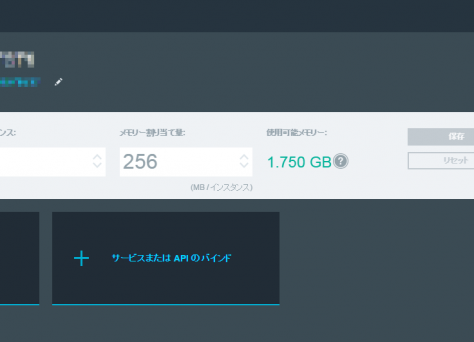 ンス: メモリー割り当て量: 使用可能メモリー: 保存
256 1.750 GB ? リセット
(MB / インスタンス)
+ サービスまたは API のバインド